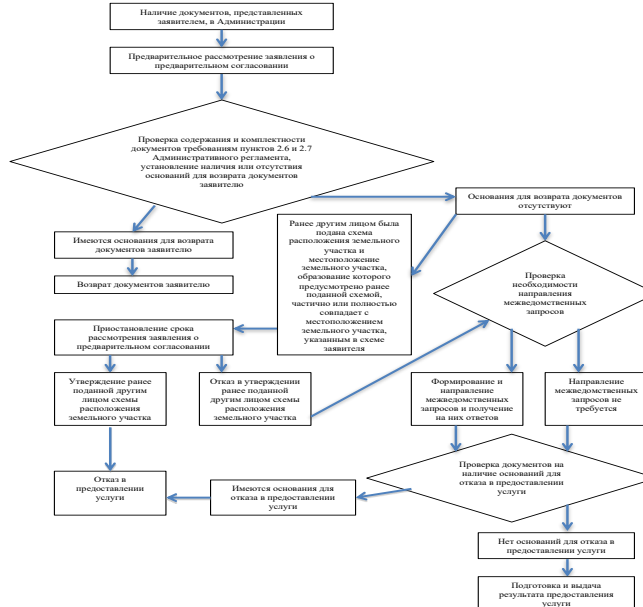 Наличие документов, представленных
заявителем, в Администрации
Предварительное рассмотрение заявления о
предварительном согласовании
Проверка содержания и комплектности
документов требованиям пунктов 2.6 и 2.7
Административного регламента,
установление наличия или отсутствия
оснований для возврата документов
заявителю
Основания для возврата документов
отсутствуют
Имеются основания для возврата
документов заявителю
Возврат документов заявителю
Ранее другим лицом была
подана схема
расположения земельного
участка и
местоположение
земельного участка,
образование которого
предусмотрено ранее
поданной схемой,
частично или полностью
совпадает с
местоположением
земельного участка,
указанным в схеме
заявителя
Проверка
необходимости
направления
межведомственных
запросов
Приостановление срока
рассмотрения заявления о
предварительном согласовании
Утверждение ранее
поданной другим
лицом схемы
расположения
земельного участка
Отказ в утверждении
ранее поданной
другим лицом схемы
расположения
земельного участка
Формирование и
направление
межведомственных
запросов и получение
на них ответов
Направление
межведомственных
запросов не
требуется
Проверка документов на
наличие оснований для
отказа в предоставлении
услуги
Отказ в
предоставлении
услуги
Имеются основания для
отказа в предоставлении
услуги
Нет оснований для отказа в
предоставлении услуги
Подготовка и выдача
результата предоставления
услуги